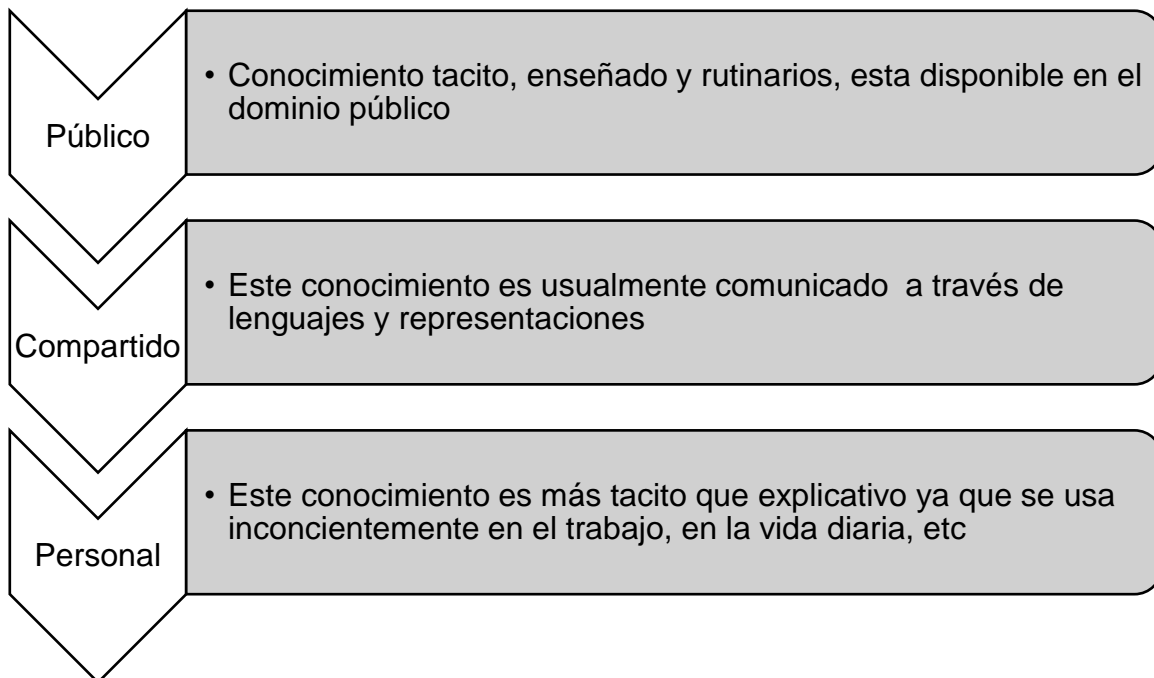 Público
• Conocimiento tacito, enseñado y rutinarios, esta disponible en el
dominio público
Compartido
• Este conocimiento es usualmente comunicado  a través de
lenguajes y representaciones
Personal
• Este conocimiento es más tacito que explicativo ya que se usa
inconcientemente en el trabajo, en la vida diaria, etc